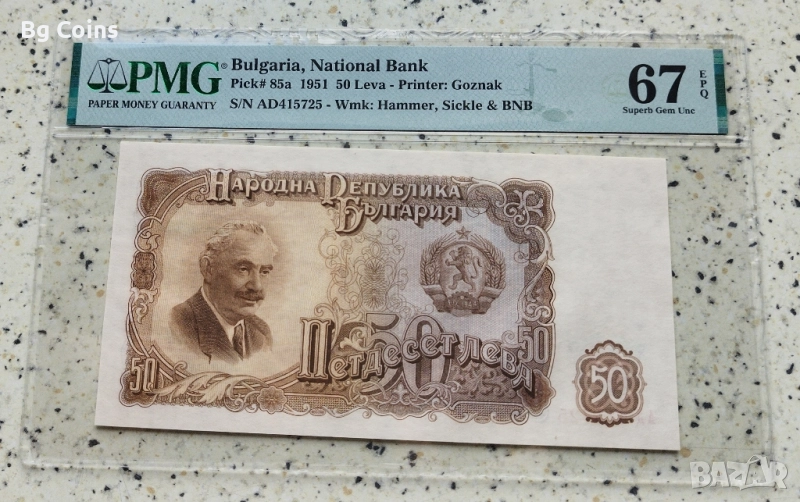 Bg Coins
PMG
PAPER MONEY GUARANTY
Bulgaria, National Bank
Pick# 85a 1951 50 Leva - Printer: Goznak
S/N AD415725 - Wmk: Hammer, Sickle & BNB
67 EPQ
Superb Gem Unc
Народна Република
България
50
Петдесет лева
50
50
50
BAZAR